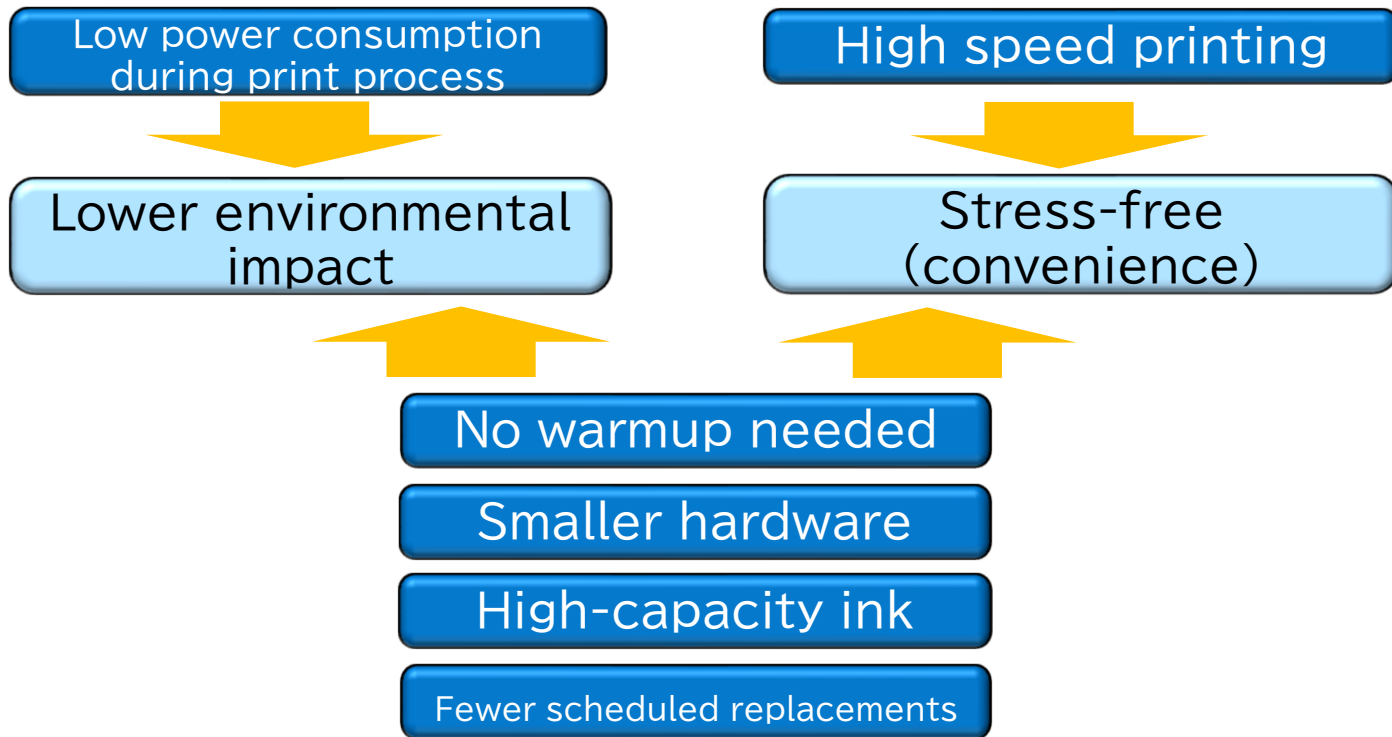 Low power consumption
during print process
High speed printing
Lower environmental
impact
Stress-free
(convenience)
No warmup needed
Smaller hardware
High-capacity ink
Fewer scheduled replacements